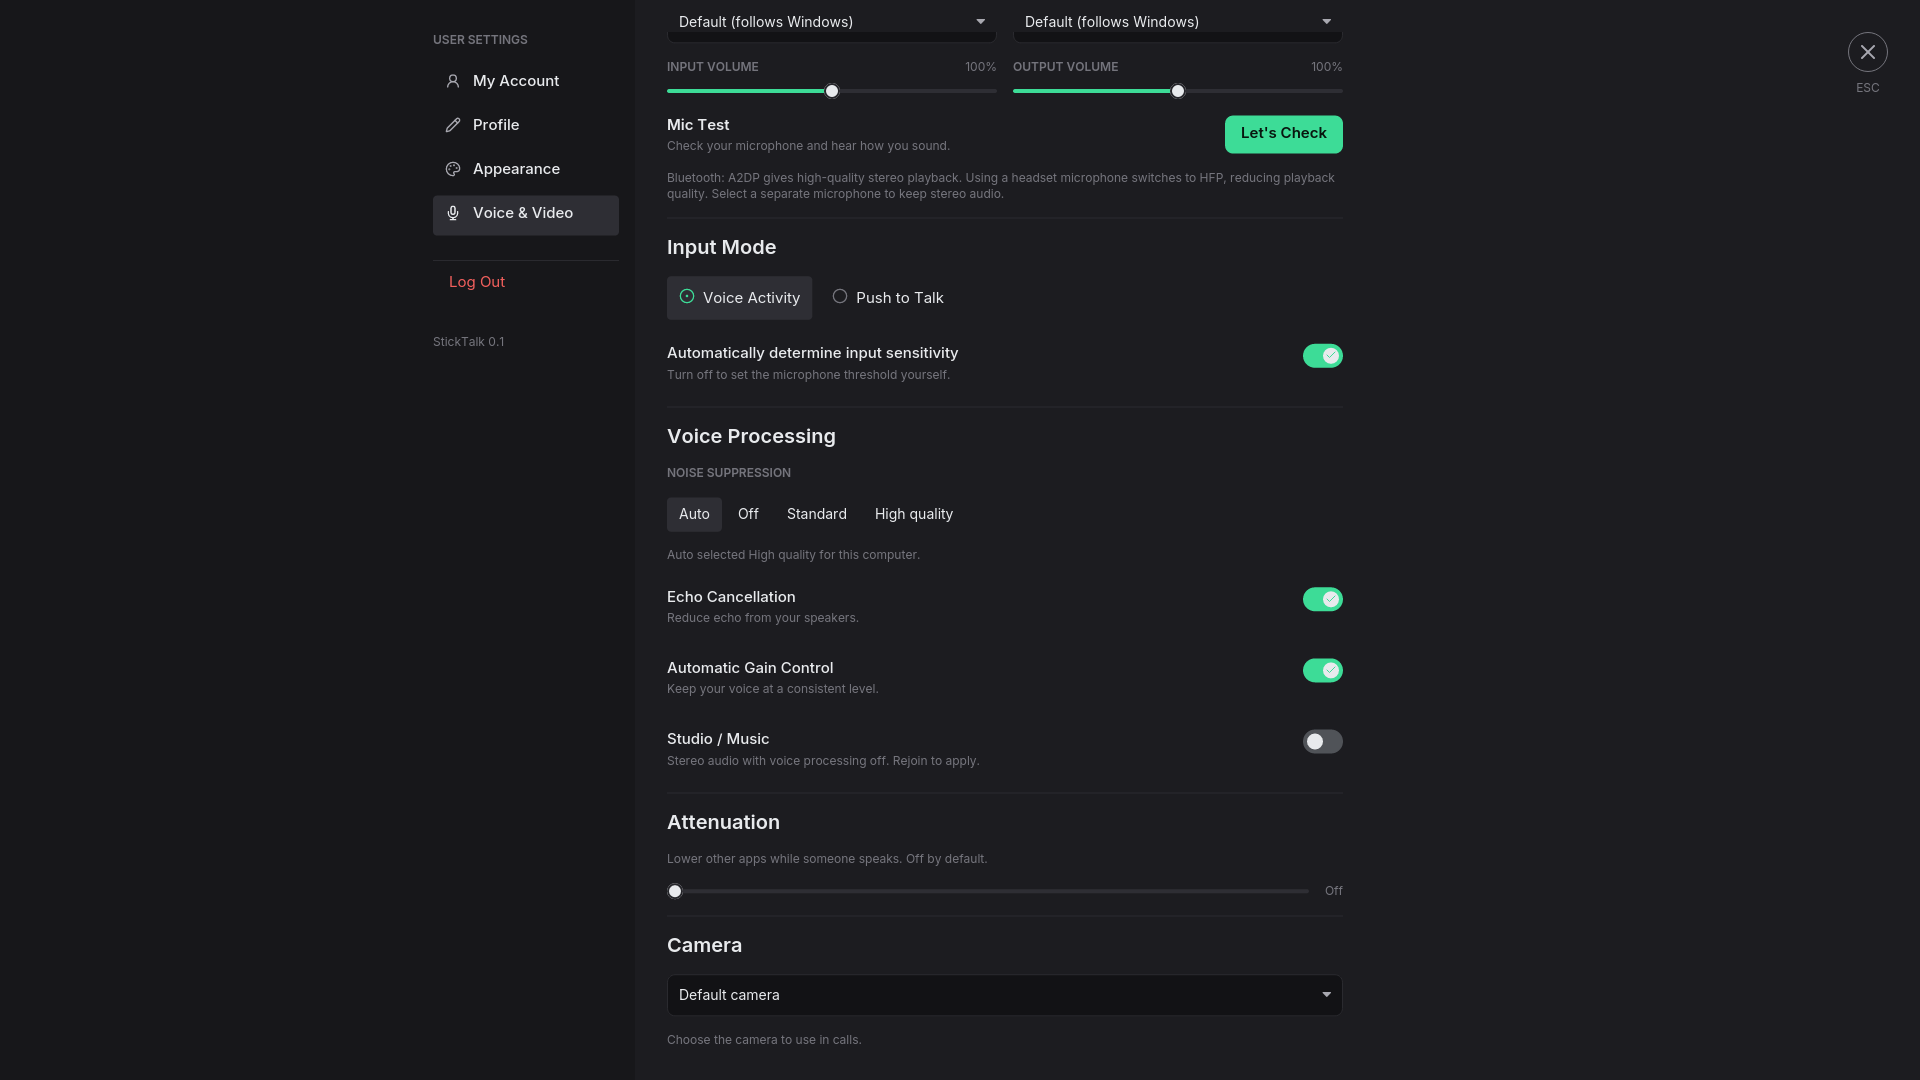 USER SETTINGS
My Account
Profile
Appearance
Voice & Video
Log Out
StickTalk 0.1
Default (follows Windows)
Default (follows Windows)
INPUT VOLUME 100%
OUTPUT VOLUME 100%
Mic Test
Check your microphone and hear how you sound.
Let's Check
Bluetooth: A2DP gives high-quality stereo playback. Using a headset microphone switches to HFP, reducing playback
quality. Select a separate microphone to keep stereo audio.
Input Mode
Voice Activity
Push to Talk
Automatically determine input sensitivity
Turn off to set the microphone threshold yourself.
Voice Processing
NOISE SUPPRESSION
Auto Off Standard High quality
Auto selected High quality for this computer.
Echo Cancellation
Reduce echo from your speakers.
Automatic Gain Control
Keep your voice at a consistent level.
Studio / Music
Stereo audio with voice processing off. Rejoin to apply.
Attenuation
Lower other apps while someone speaks. Off by default.
Off
Camera
Default camera
Choose the camera to use in calls.
ESC